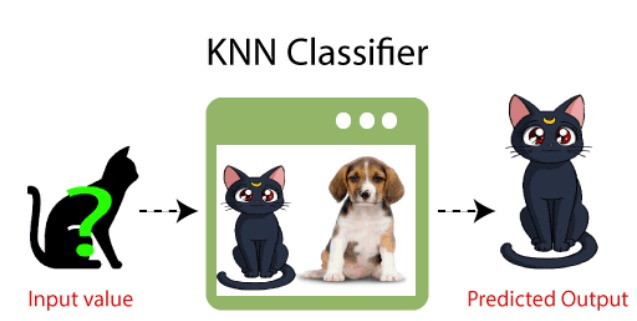 KNN Classifier
?
Input value
Predicted Output